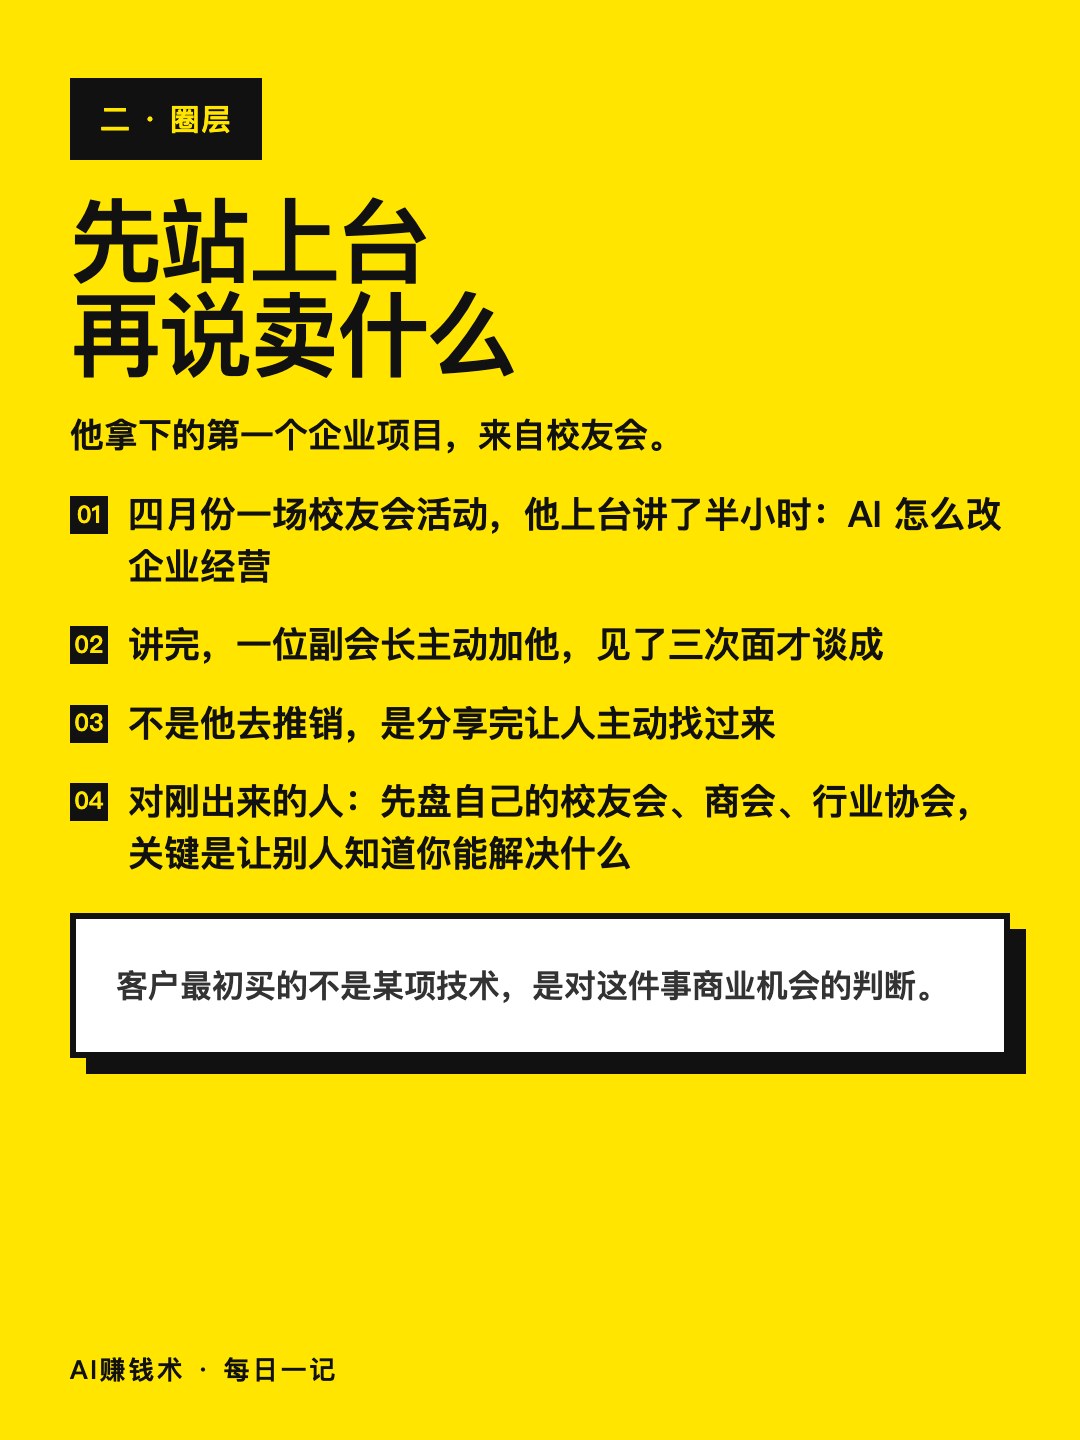 二 · 圈层
先站上台
再说卖什么
他拿下的第一个企业项目，来自校友会。
01 四月份一场校友会活动，他上台讲了半小时：AI 怎么改
企业经营
02 讲完，一位副会长主动加他，见了三次面才谈成
03 不是他去推销，是分享完让人主动找过来
04 对刚出来的人：先盘自己的校友会、商会、行业协会，
关键是让别人知道你能解决什么
客户最初买的不是某项技术，是对这件事商业机会的判断。
AI赚钱术 · 每日一记